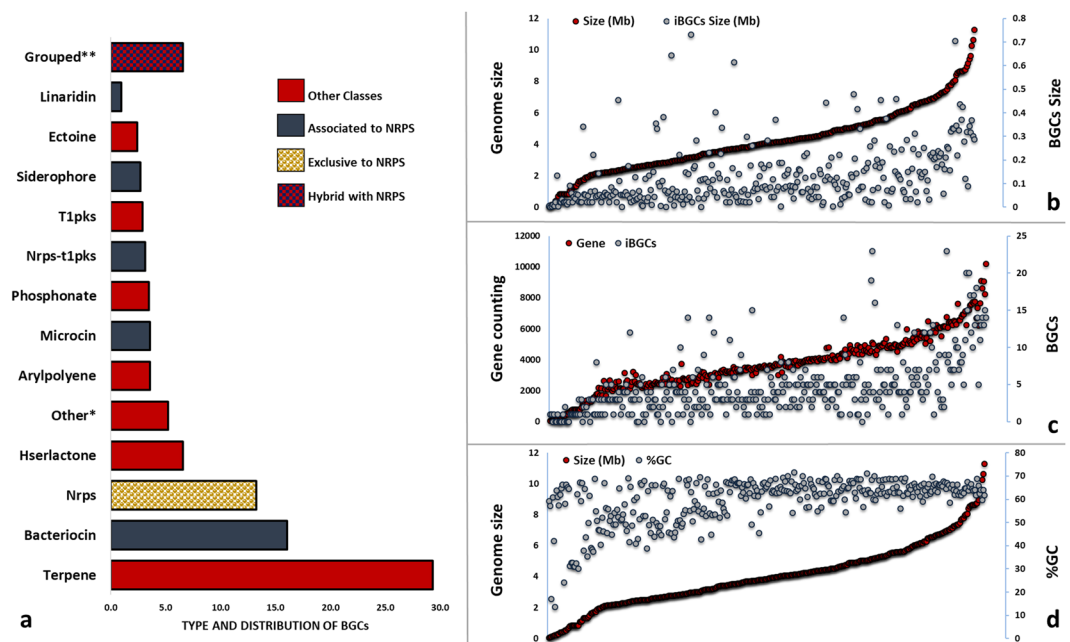 Grouped**
Linaridin
Ectoine
Siderophore
T1pks
Nrps-t1pks
Phosphonate
Microcin
Arylpolyene
Other*
Hserlactone
Nrps
Bacteriocin
Terpene
0.0 5.0 10.0 15.0 20.0 25.0 30.0
TYPE AND DISTRIBUTION OF BGCs
Other Classes
Associated to NRPS
Exclusive to NRPS
Hybrid with NRPS
a
Size (Mb) iBGCs Size (Mb)
Genome size
12
10
8
6
4
2
0
0.8
0.7
0.6
0.5
0.4
0.3
0.2
0.1
0
BGCs Size
b
Gene iBGCs
Gene counting
12000
10000
8000
6000
4000
2000
0
25
20
15
10
5
0
BGCs
c
Size (Mb) %GC
Genome size
12
10
8
6
4
2
0
80
70
60
50
40
30
20
10
0
%GC
d